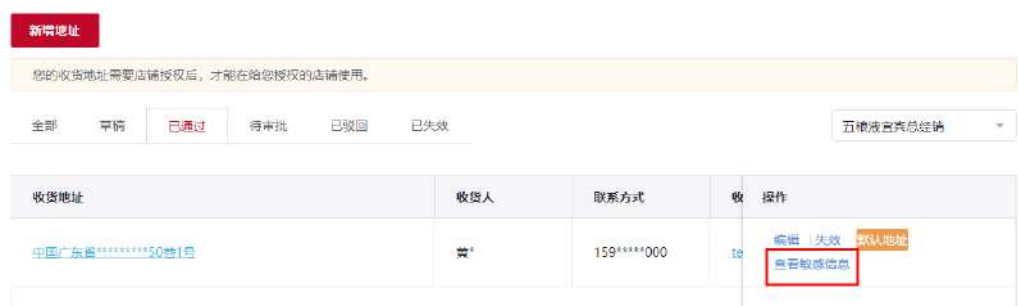 新增地址
您的收货地址需要店铺授权后，才能在给您授权的店铺使用。
全部 草稿 已通过 待审批 已驳回 已失效 五粮液宜宾总经销
收货地址 收货人 联系方式 收 操作
中国广东省*********50巷1号 黄* 159*****000 te 编辑 失效 默认地址
查看敏感信息